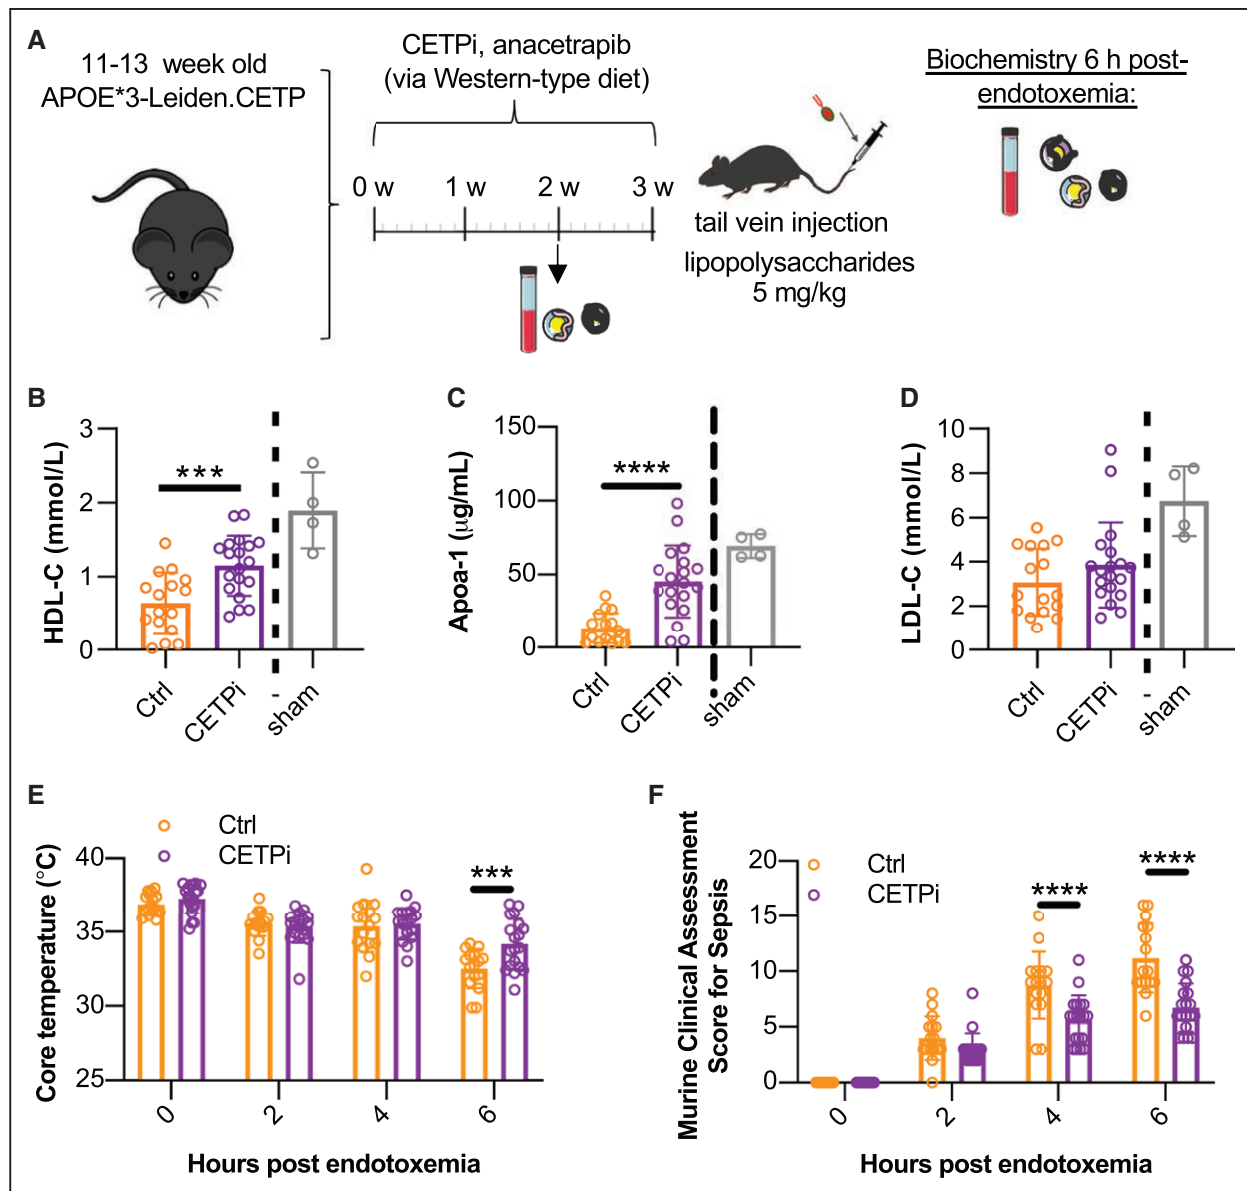 A
11-13 week old
APOE*3-Leiden.CETP
CETPi, anacetrapib
(via Western-type diet)
0 w 1 w 2 w 3 w
tail vein injection
lipopolysaccharides
5 mg/kg
Biochemistry 6 h post-
endotoxemia:
B
HDL-C (mmol/L)
3
2
1
0
***
Ctrl
CETPi
sham
C
Apoa-1 (µg/mL)
150
100
50
0
****
Ctrl
CETPi
sham
D
LDL-C (mmol/L)
10
8
6
4
2
0
Ctrl
CETPi
sham
E
Ctrl
CETPi
Core temperature (°C)
40
35
30
25
***
0 2 4 6
Hours post endotoxemia
F
Murine Clinical Assessment
Score for Sepsis
Ctrl
CETPi
20
15
10
5
0
****
****
0 2 4 6
Hours post endotoxemia